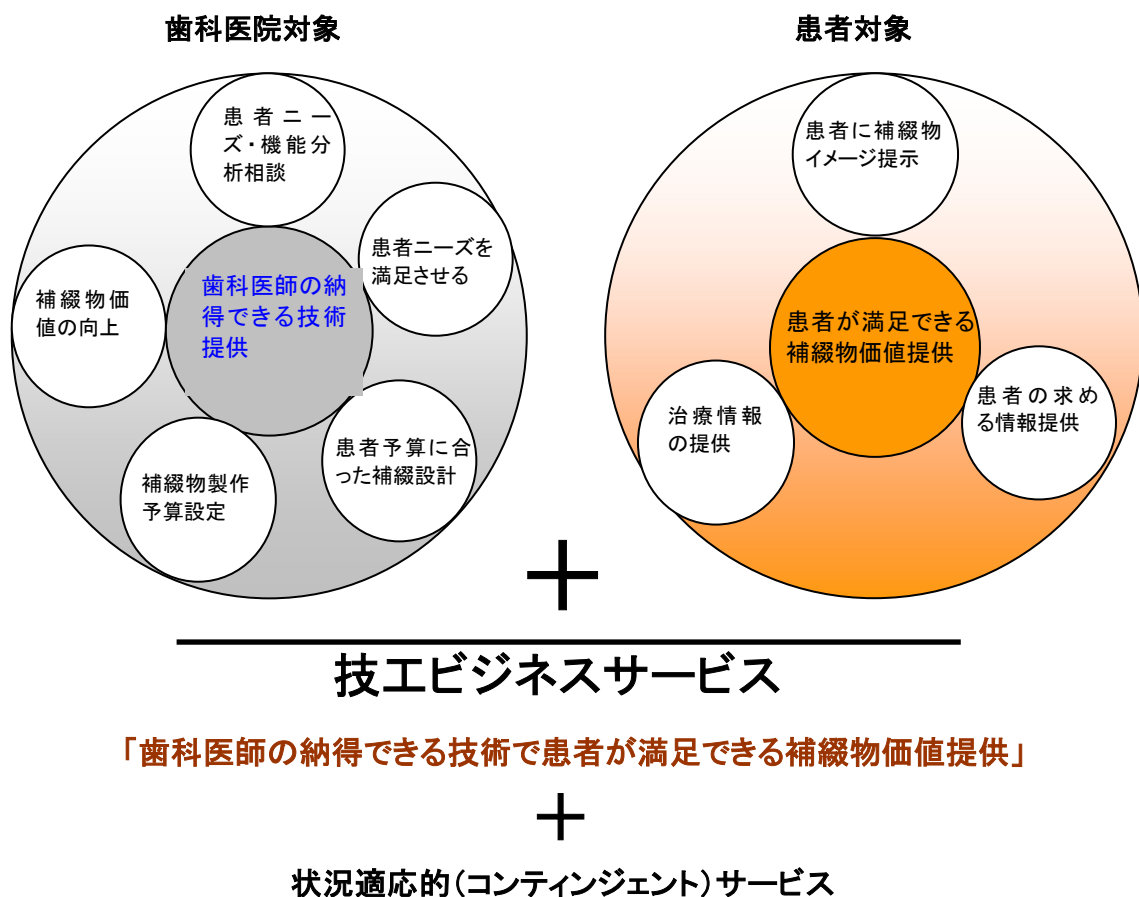 歯科医院対象
患者ニー
ズ・機能分
析相談
患者ニーズを
満足させる
歯科医師の納
得できる技術
提供
補綴物価
値の向上
患者予算に合
った補綴設計
補綴物製作
予算設定
患者対象
患者に補綴物
イメージ提示
患者が満足できる
補綴物価値提供
治療情報
の提供
患者の求め
る情報提供
＋
技工ビジネスサービス
「歯科医師の納得できる技術で患者が満足できる補綴物価値提供」
＋
状況適応的（コンティンジェント）サービス